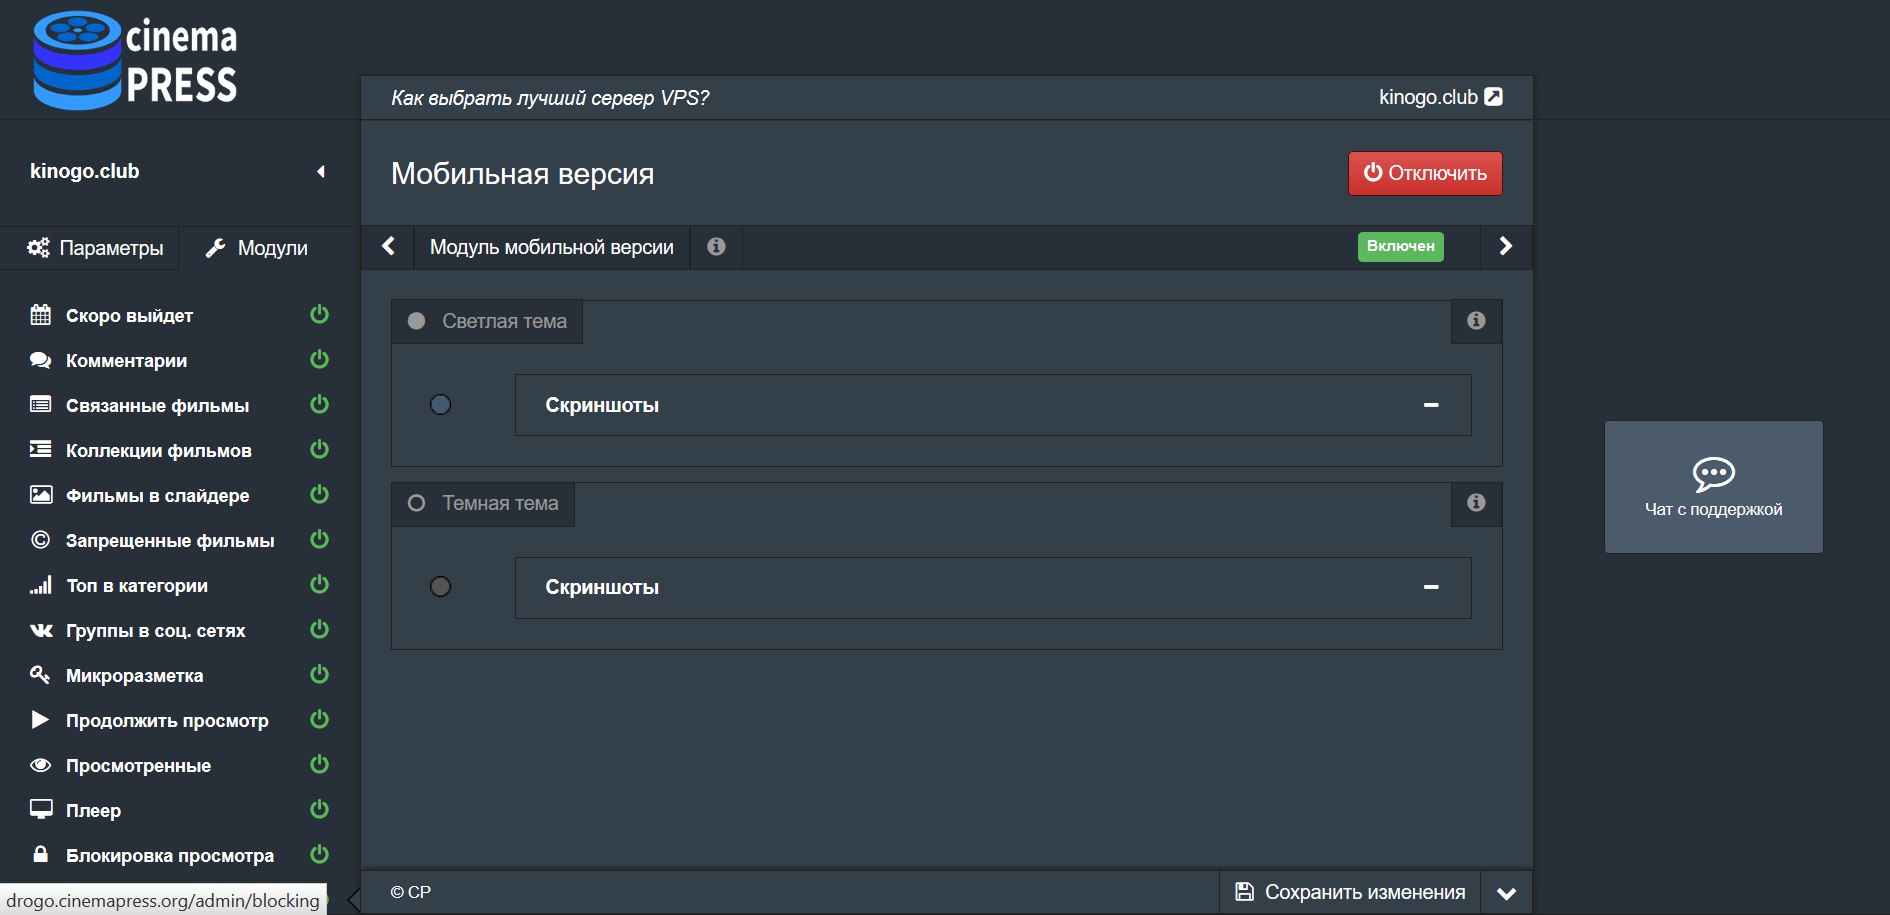 cinema
PRESS
Как выбрать лучший сервер VPS?
kinogo.club
kinogo.club
Мобильная версия
Отключить
Параметры
Модули
Модуль мобильной версии
Включен
Скоро выйдет
Комментарии
Связанные фильмы
Коллекции фильмов
Фильмы в слайдере
Запрещенные фильмы
Топ в категории
Группы в соц. сетях
Микроразметка
Продолжить просмотр
Просмотренные
Плеер
Блокировка просмотра
drogo.cinemapress.org/admin/blocking
Светлая тема
Скриншоты
Темная тема
Скриншоты
Чат с поддержкой
© CP
Сохранить изменения